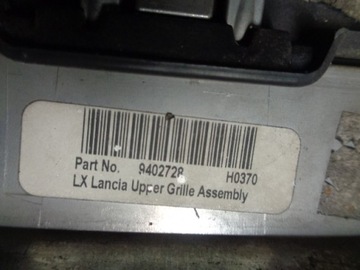 Part No. 9402728 H0370
LX Lancia Upper Grille Assembly